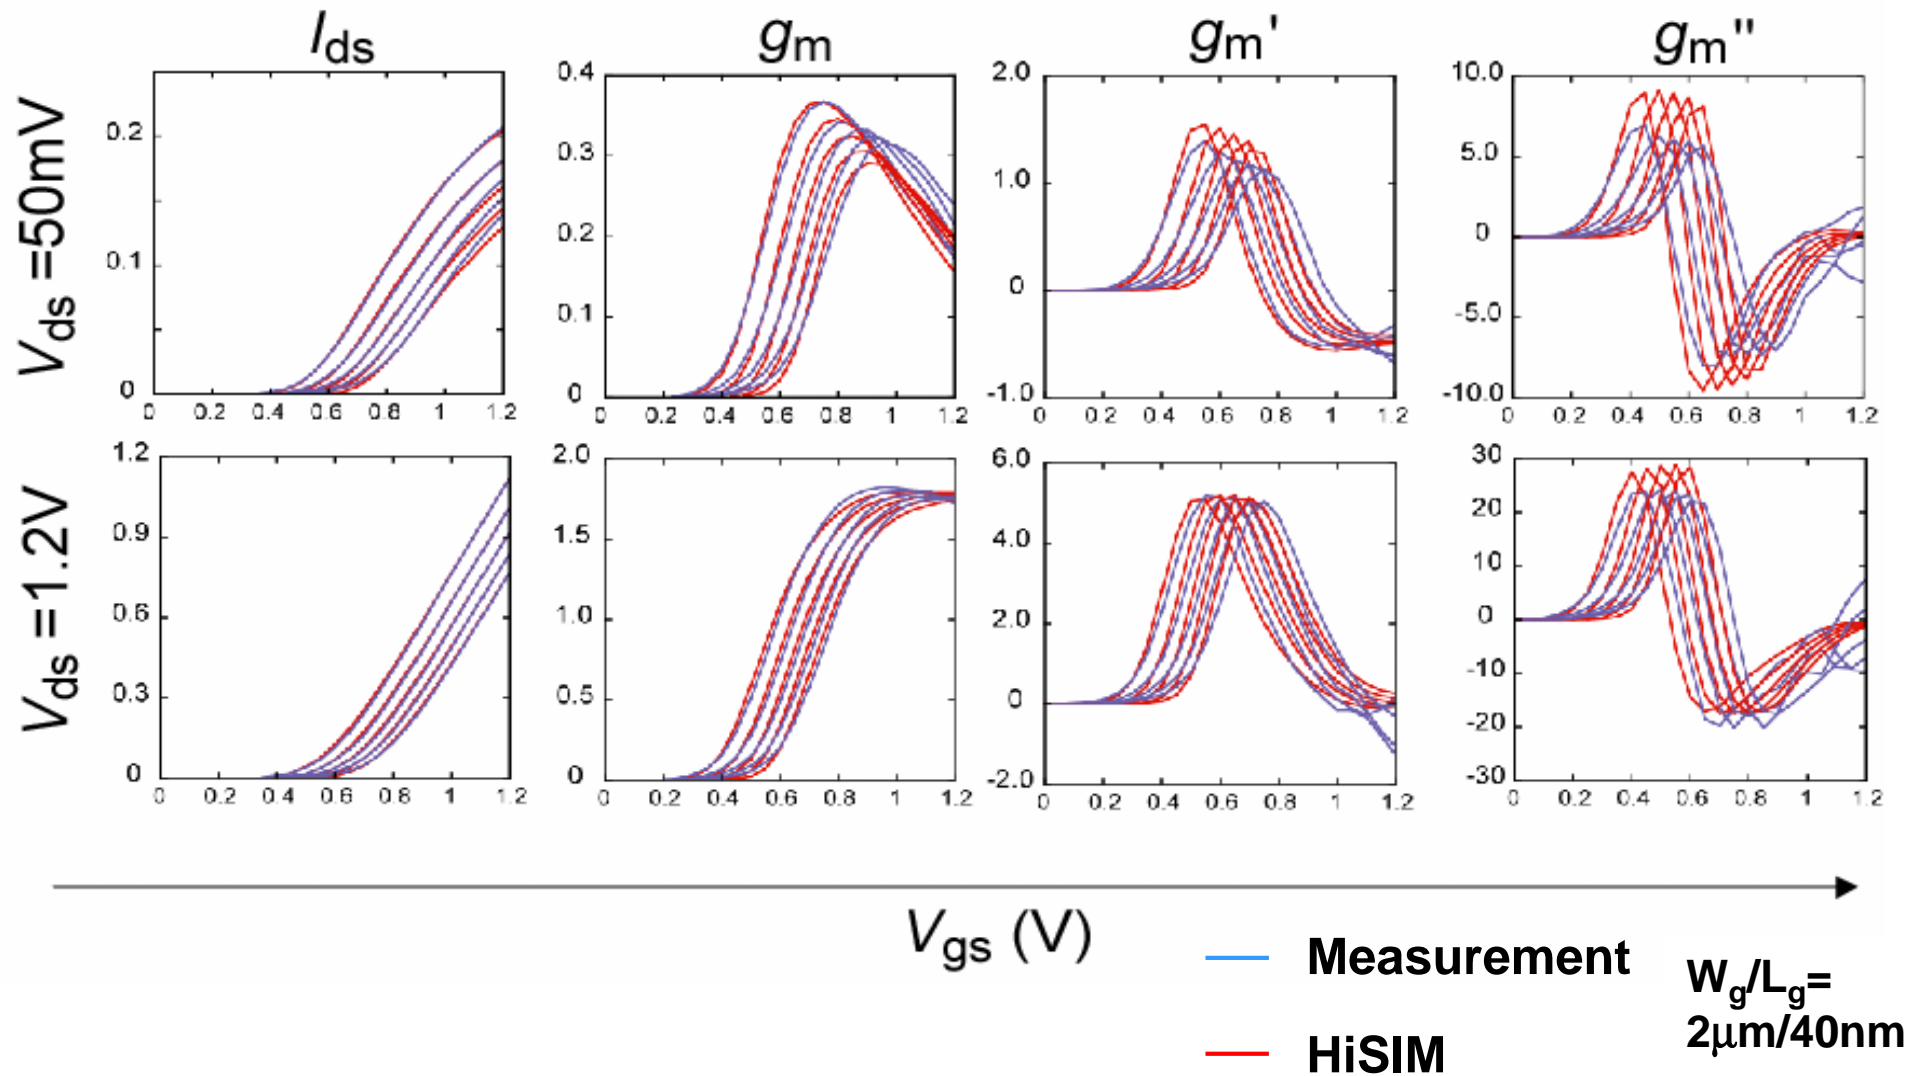 Ids gm gm' gm''
Vds =50mV
0.2
0.1
0
0 0.2 0.4 0.6 0.8 1 1.2
0.4
0.3
0.2
0.1
0
0 0.2 0.4 0.6 0.8 1 1.2
2.0
1.0
0
-1.0
0 0.2 0.4 0.6 0.8 1 1.2
10.0
5.0
0
-5.0
-10.0
0 0.2 0.4 0.6 0.8 1 1.2
Vds =1.2V
1.2
0.9
0.6
0.3
0
0 0.2 0.4 0.6 0.8 1 1.2
2.0
1.5
1.0
0.5
0
0 0.2 0.4 0.6 0.8 1 1.2
6.0
4.0
2.0
0
-2.0
0 0.2 0.4 0.6 0.8 1 1.2
30
20
10
0
-10
-20
-30
0 0.2 0.4 0.6 0.8 1 1.2
Vgs (V)
Measurement
HiSIM
Wg/Lg=
2μm/40nm